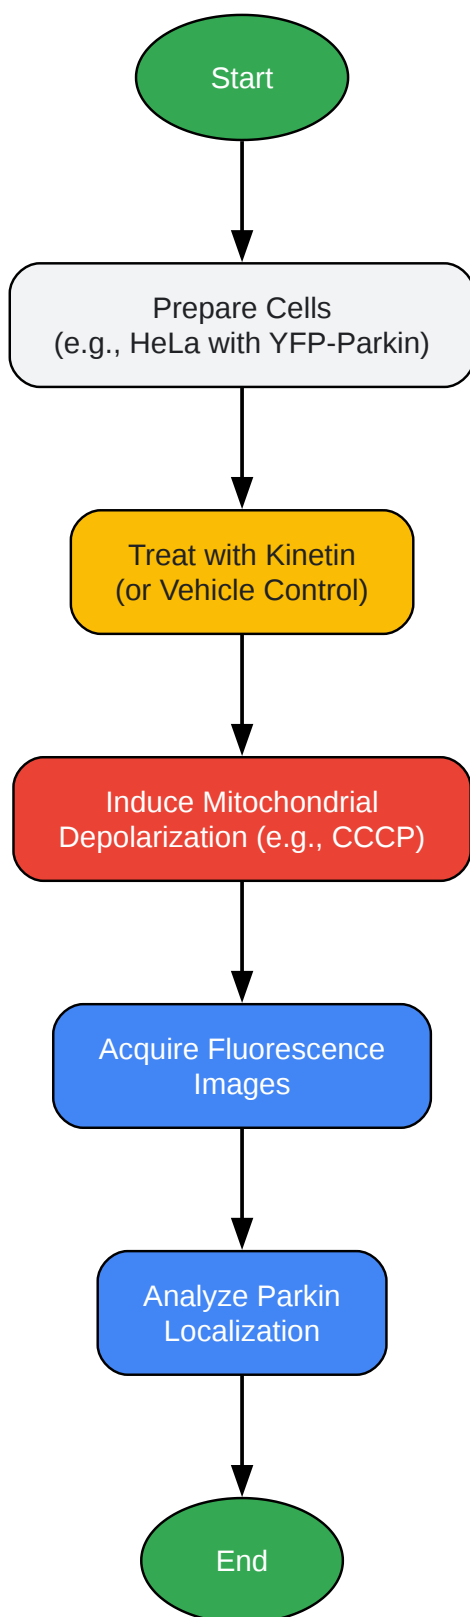 Start
Prepare Cells
(e.g., HeLa with YFP-Parkin)
Treat with Kinetin
(or Vehicle Control)
Induce Mitochondrial
Depolarization (e.g., CCCP)
Acquire Fluorescence
Images
Analyze Parkin
Localization
End